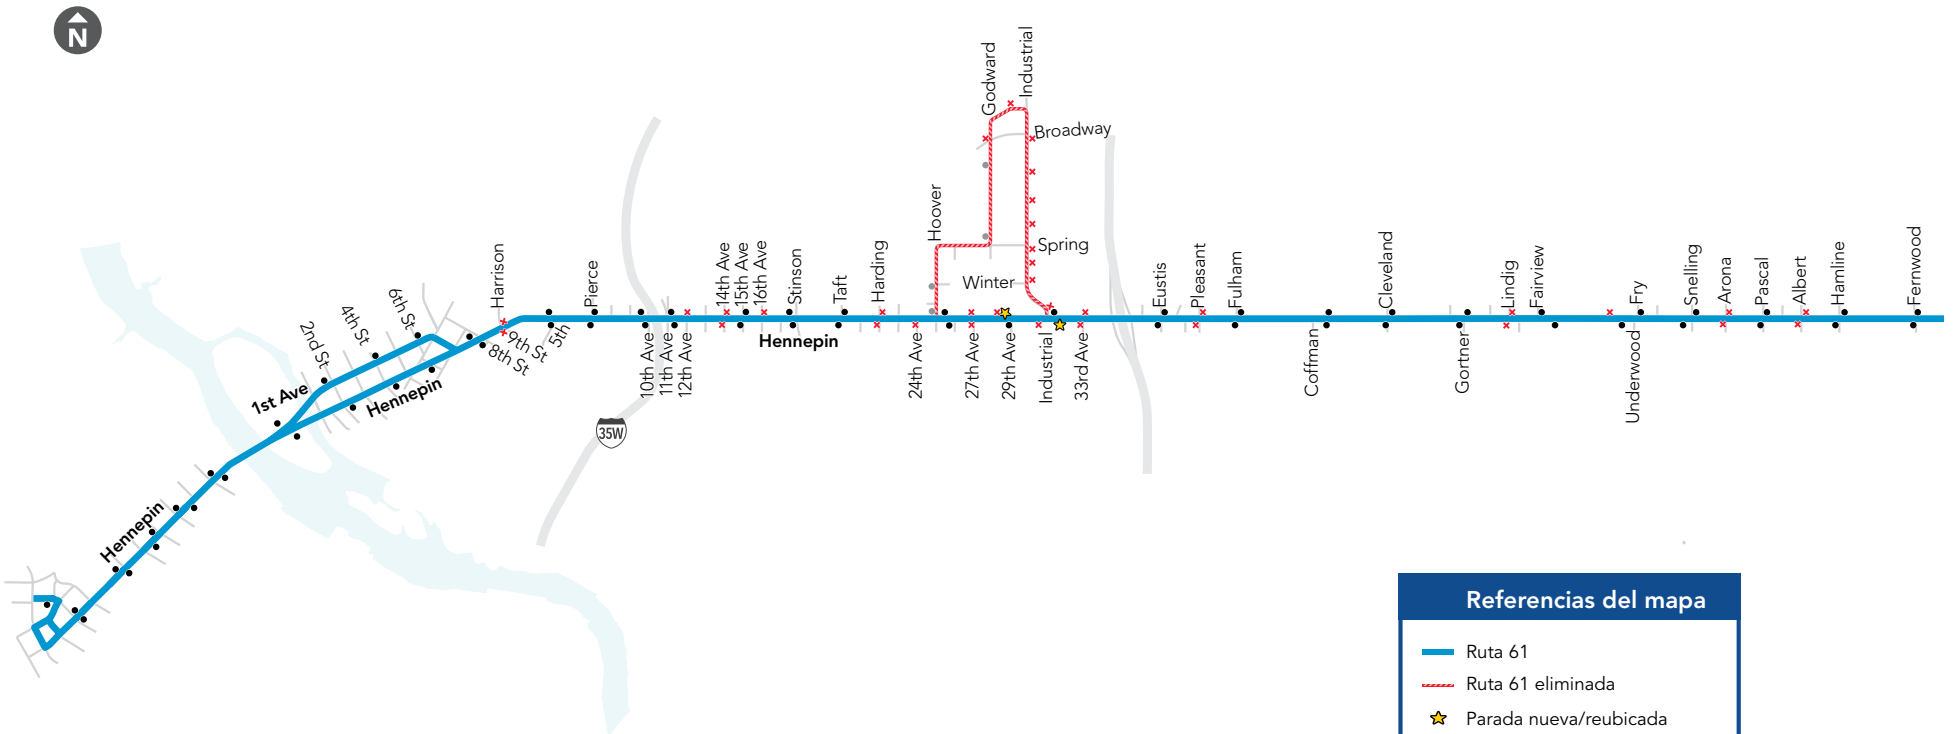 N
Industrial
Godward
Broadway
Hoover
Spring
Winter
Harrison
Pierce
14th Ave
15th Ave
16th Ave
Stinson
Taft
Harding
Eustis
Pleasant
Fulham
Cleveland
Lindig
Fairview
Fry
Snelling
Arona
Pascal
Albert
Hamline
Fernwood
6th St
4th St
2nd St
9th St
8th St
5th
10th Ave
11th Ave
12th Ave
Hennepin
24th Ave
27th Ave
29th Ave
Industrial
33rd Ave
Coffman
Gortner
Underwood
1st Ave
Hennepin
35W
Hennepin
Referencias del mapa
Ruta 61
Ruta 61 eliminada
Parada nueva/reubicada